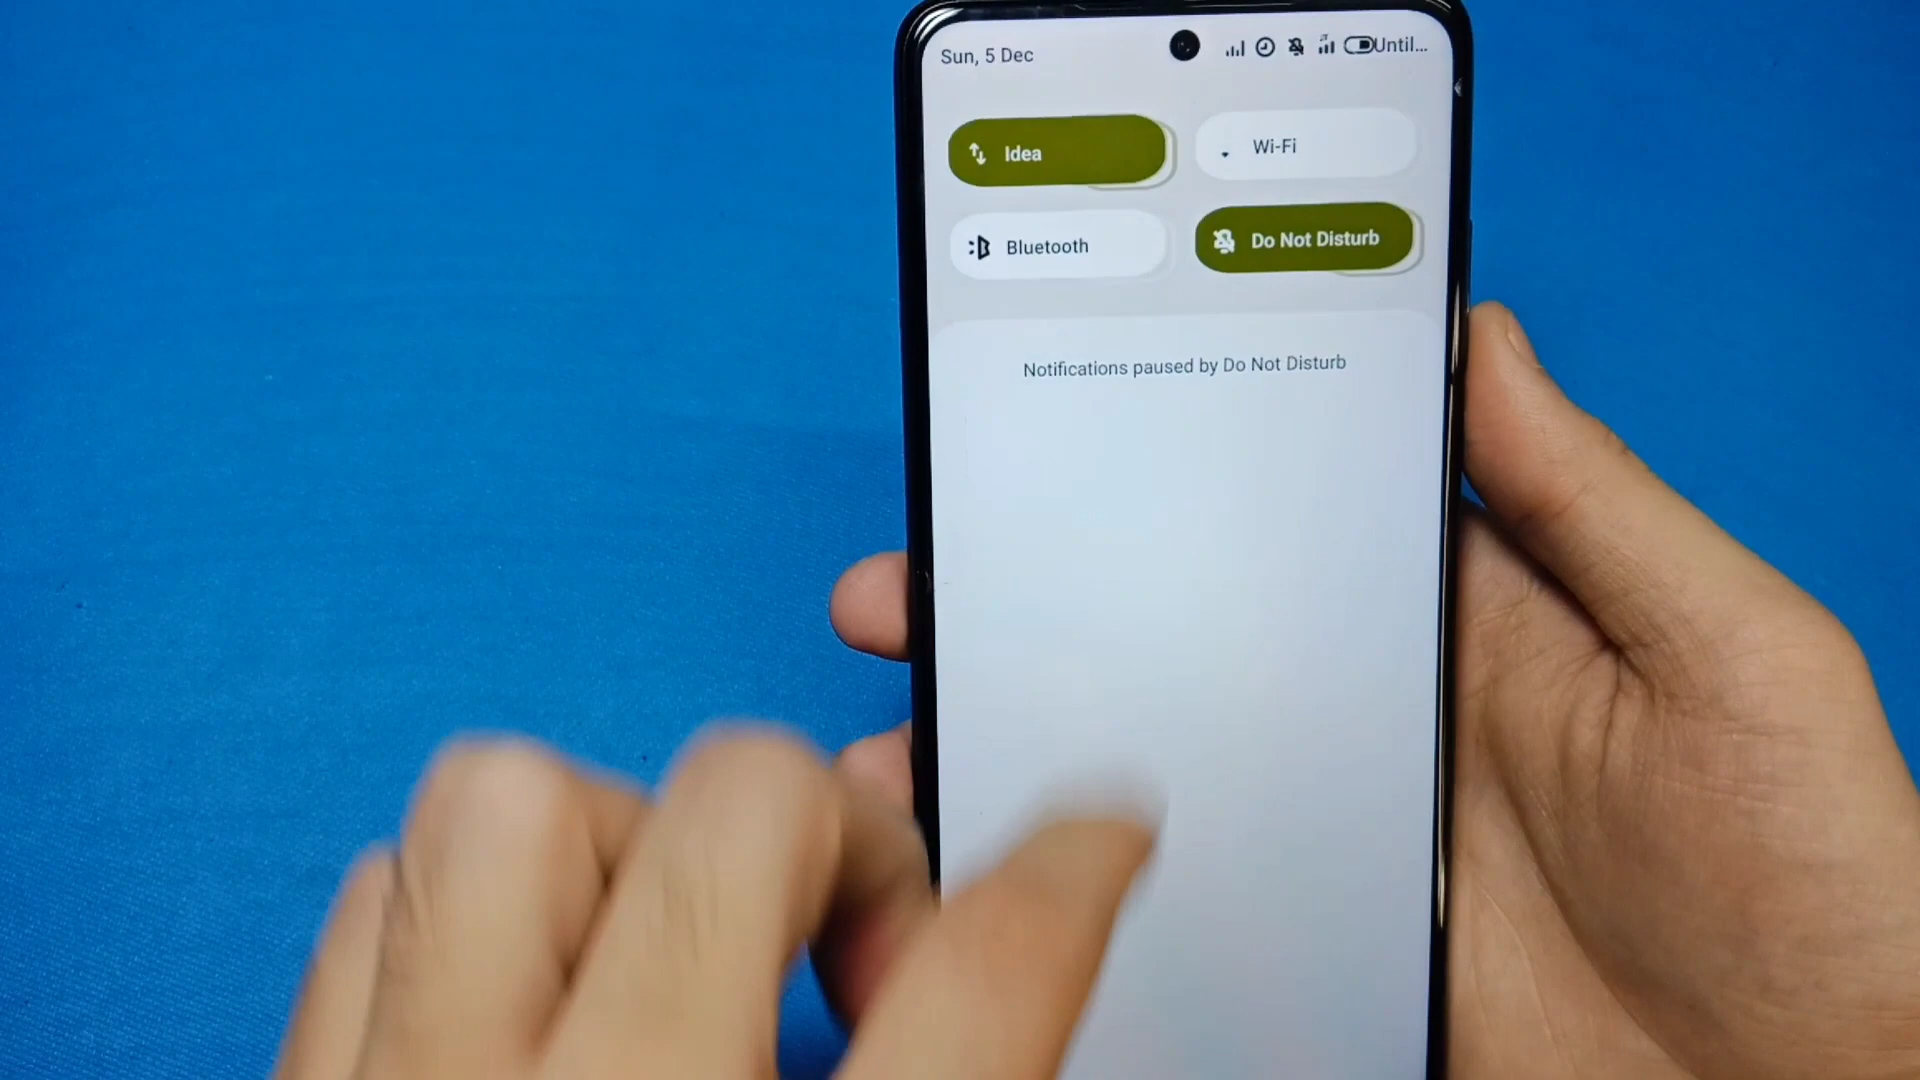 Sun, 5 Dec
Until...
Idea
Wi-Fi
Bluetooth
Do Not Disturb
Notifications paused by Do Not Disturb